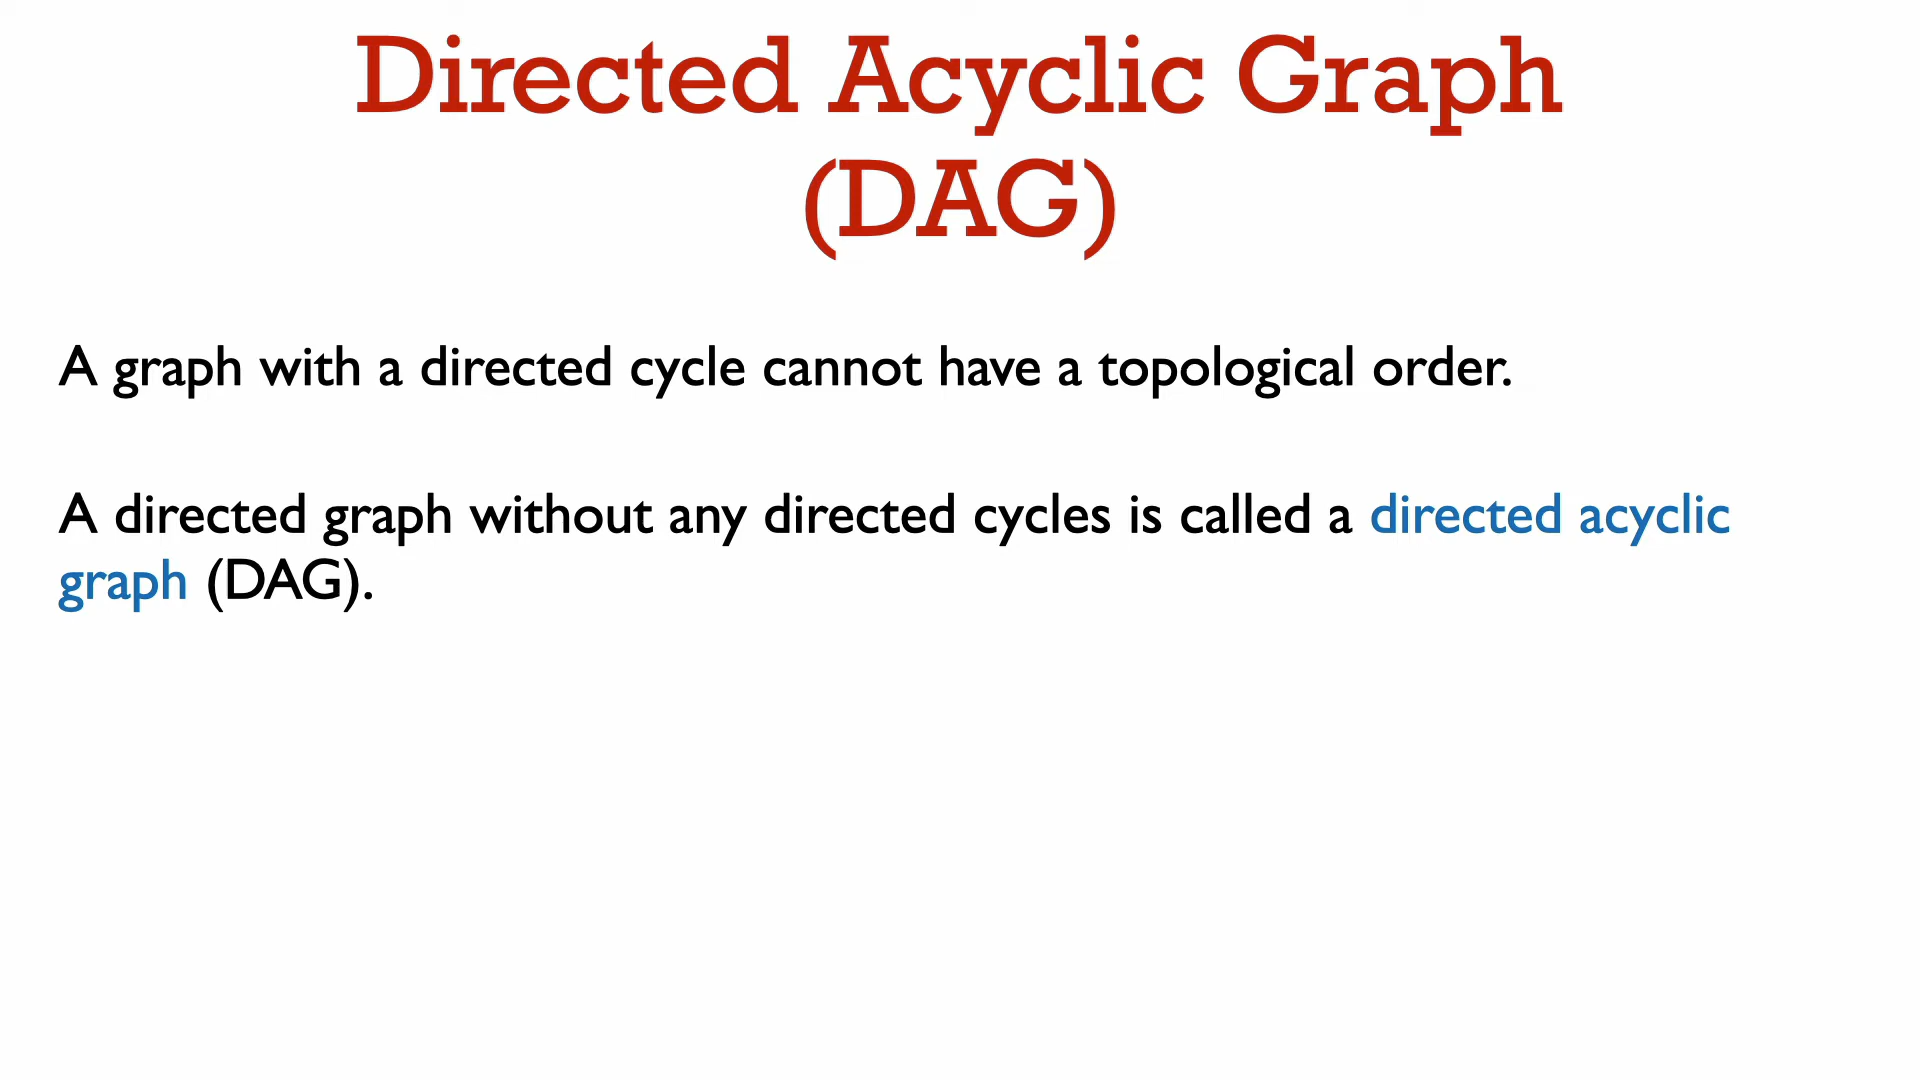 Directed Acyclic Graph
(DAG)
A graph with a directed cycle cannot have a topological order.
A directed graph without any directed cycles is called a directed acyclic
graph (DAG).